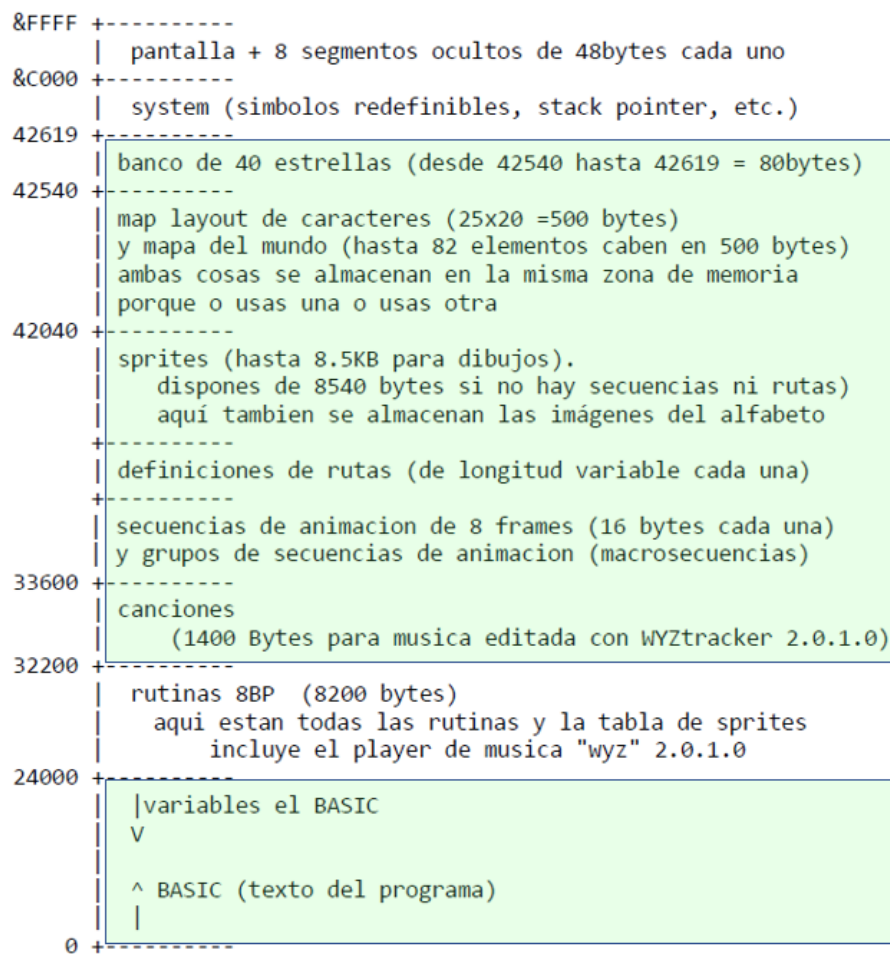 &FFFF +----------
| pantalla + 8 segmentos ocultos de 48bytes cada uno
&C000 +----------
| system (simbolos redefinibles, stack pointer, etc.)
42619 +----------
| banco de 40 estrellas (desde 42540 hasta 42619 = 80bytes)
42540 +----------
| map layout de caracteres (25x20 =500 bytes)
| y mapa del mundo (hasta 82 elementos caben en 500 bytes)
| ambas cosas se almacenan en la misma zona de memoria
| porque o usas una o usas otra
42040 +----------
| sprites (hasta 8.5KB para dibujos).
| dispones de 8540 bytes si no hay secuencias ni rutas)
| aquí tambien se almacenan las imágenes del alfabeto
+----------
| definiciones de rutas (de longitud variable cada una)
+----------
| secuencias de animacion de 8 frames (16 bytes cada una)
| y grupos de secuencias de animacion (macrosecuencias)
33600 +----------
| canciones
| (1400 Bytes para musica editada con WYZtracker 2.0.1.0)
32200 +----------
| rutinas 8BP (8200 bytes)
| aqui estan todas las rutinas y la tabla de sprites
| incluye el player de musica "wyz" 2.0.1.0
24000 +----------
| |variables el BASIC
| V
|
| ^ BASIC (texto del programa)
| |
0 +----------